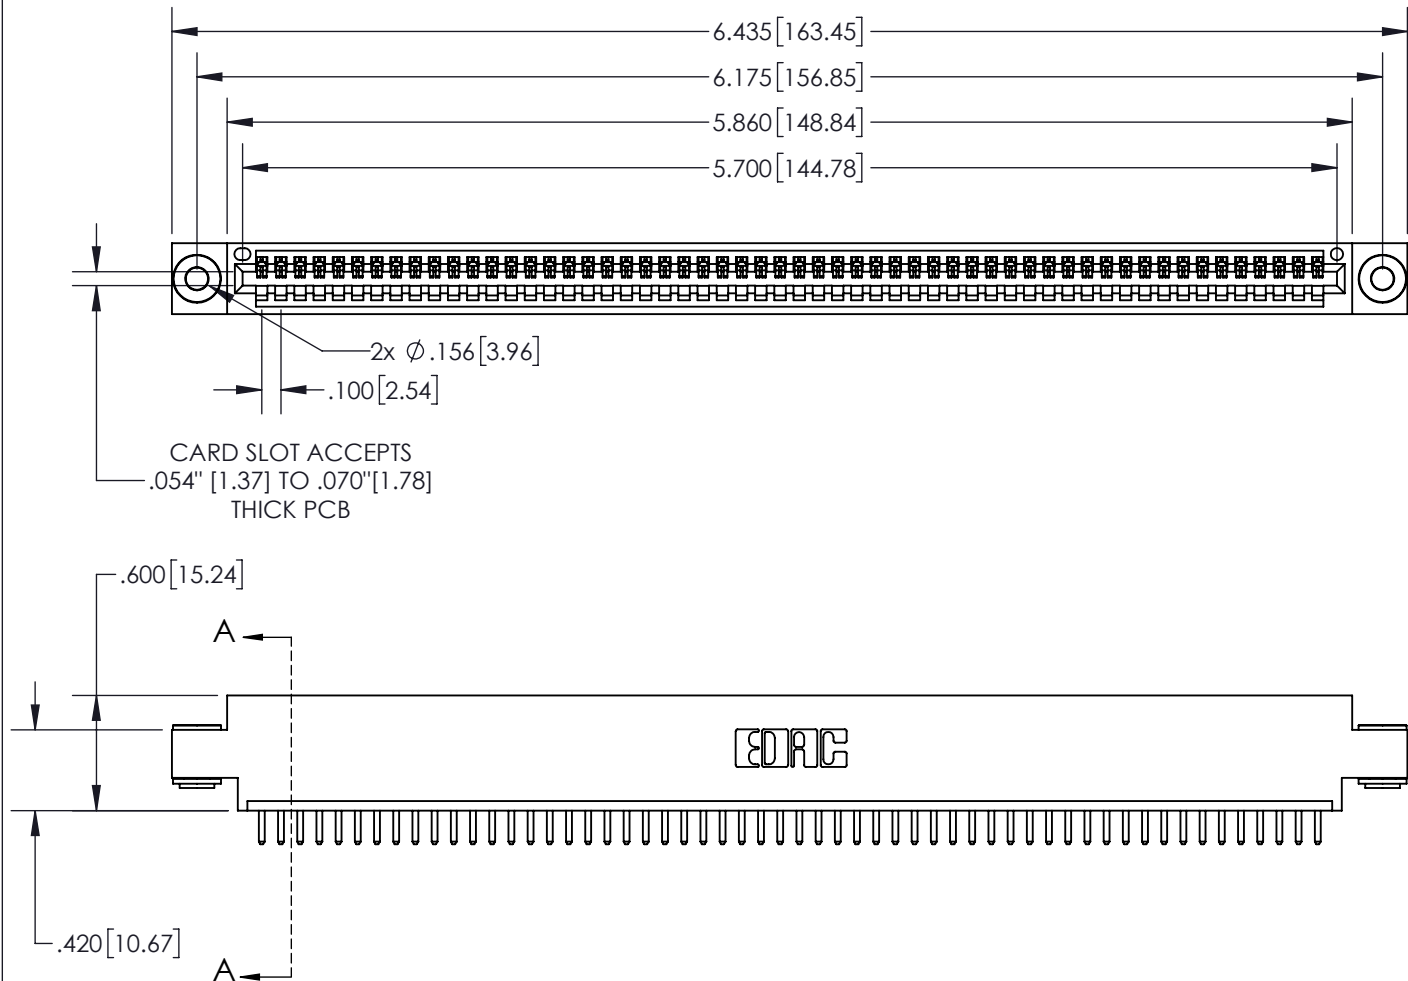 6.435[163.45]
6.175[156.85]
5.860[148.84]
5.700[144.78]
2x Ø.156[3.96]
.100[2.54]
CARD SLOT ACCEPTS
.054" [1.37] TO .070"[1.78]
THICK PCB
.600[15.24]
A
EDAC
.420[10.67]
A